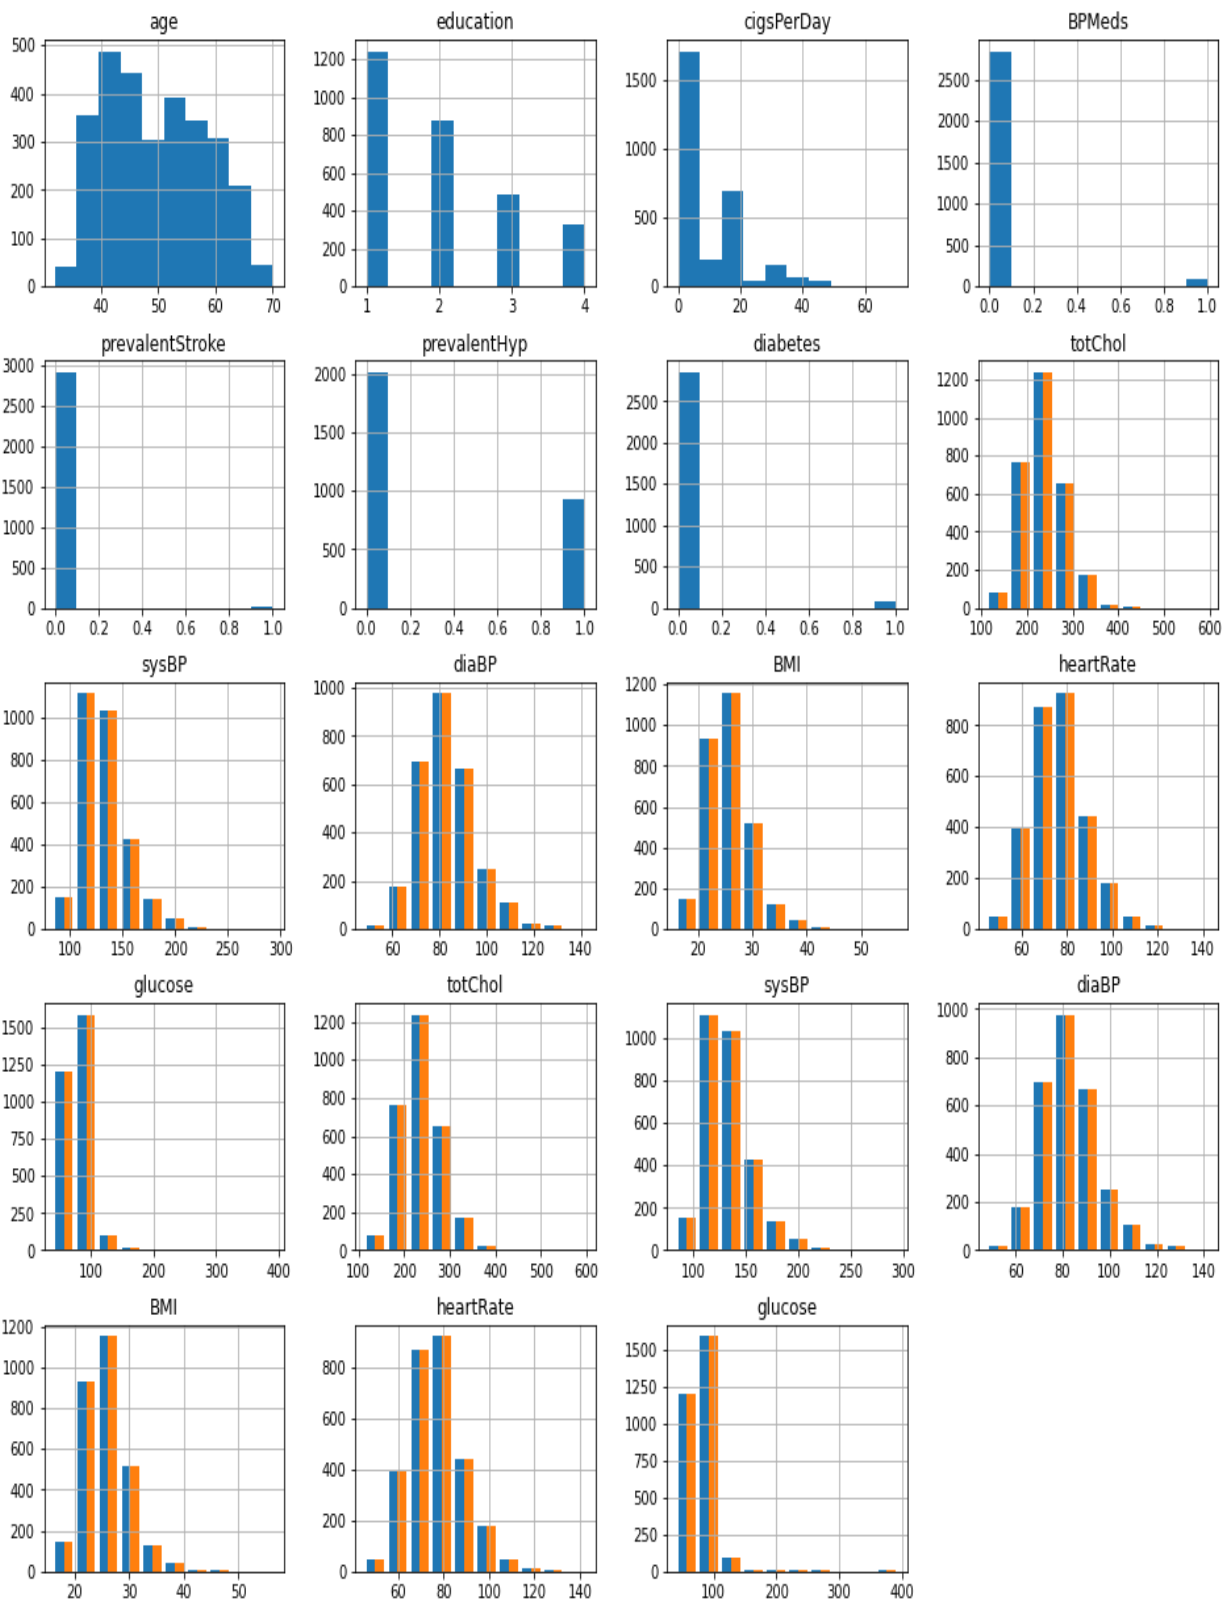 age education cigsPerDay BPMeds
500 400 300 200 100 0
40 50 60 70
1200 1000 800 600 400 200 0
1 2 3 4
1500 1000 500 0
0 20 40 60
2500 2000 1500 1000 500 0
0.0 0.2 0.4 0.6 0.8 1.0
prevalentStroke prevalentHyp diabetes totChol
3000 2500 2000 1500 1000 500 0
0.0 0.2 0.4 0.6 0.8 1.0
2000 1500 1000 500 0
0.0 0.2 0.4 0.6 0.8 1.0
2500 2000 1500 1000 500 0
0.0 0.2 0.4 0.6 0.8 1.0
1200 1000 800 600 400 200 0
100 200 300 400 500 600
sysBP diaBP BMI heartRate
1000 800 600 400 200 0
100 150 200 250 300
1000 800 600 400 200 0
60 80 100 120 140
1200 1000 800 600 400 200 0
20 30 40 50
800 600 400 200 0
60 80 100 120 140
glucose totChol sysBP diaBP
1500 1250 1000 750 500 250 0
100 200 300 400
1200 1000 800 600 400 200 0
100 200 300 400 500 600
1000 800 600 400 200 0
100 150 200 250 300
1000 800 600 400 200 0
60 80 100 120 140
BMI heartRate glucose
1200 1000 800 600 400 200 0
20 30 40 50
800 600 400 200 0
60 80 100 120 140
1500 1250 1000 750 500 250 0
100 200 300 400